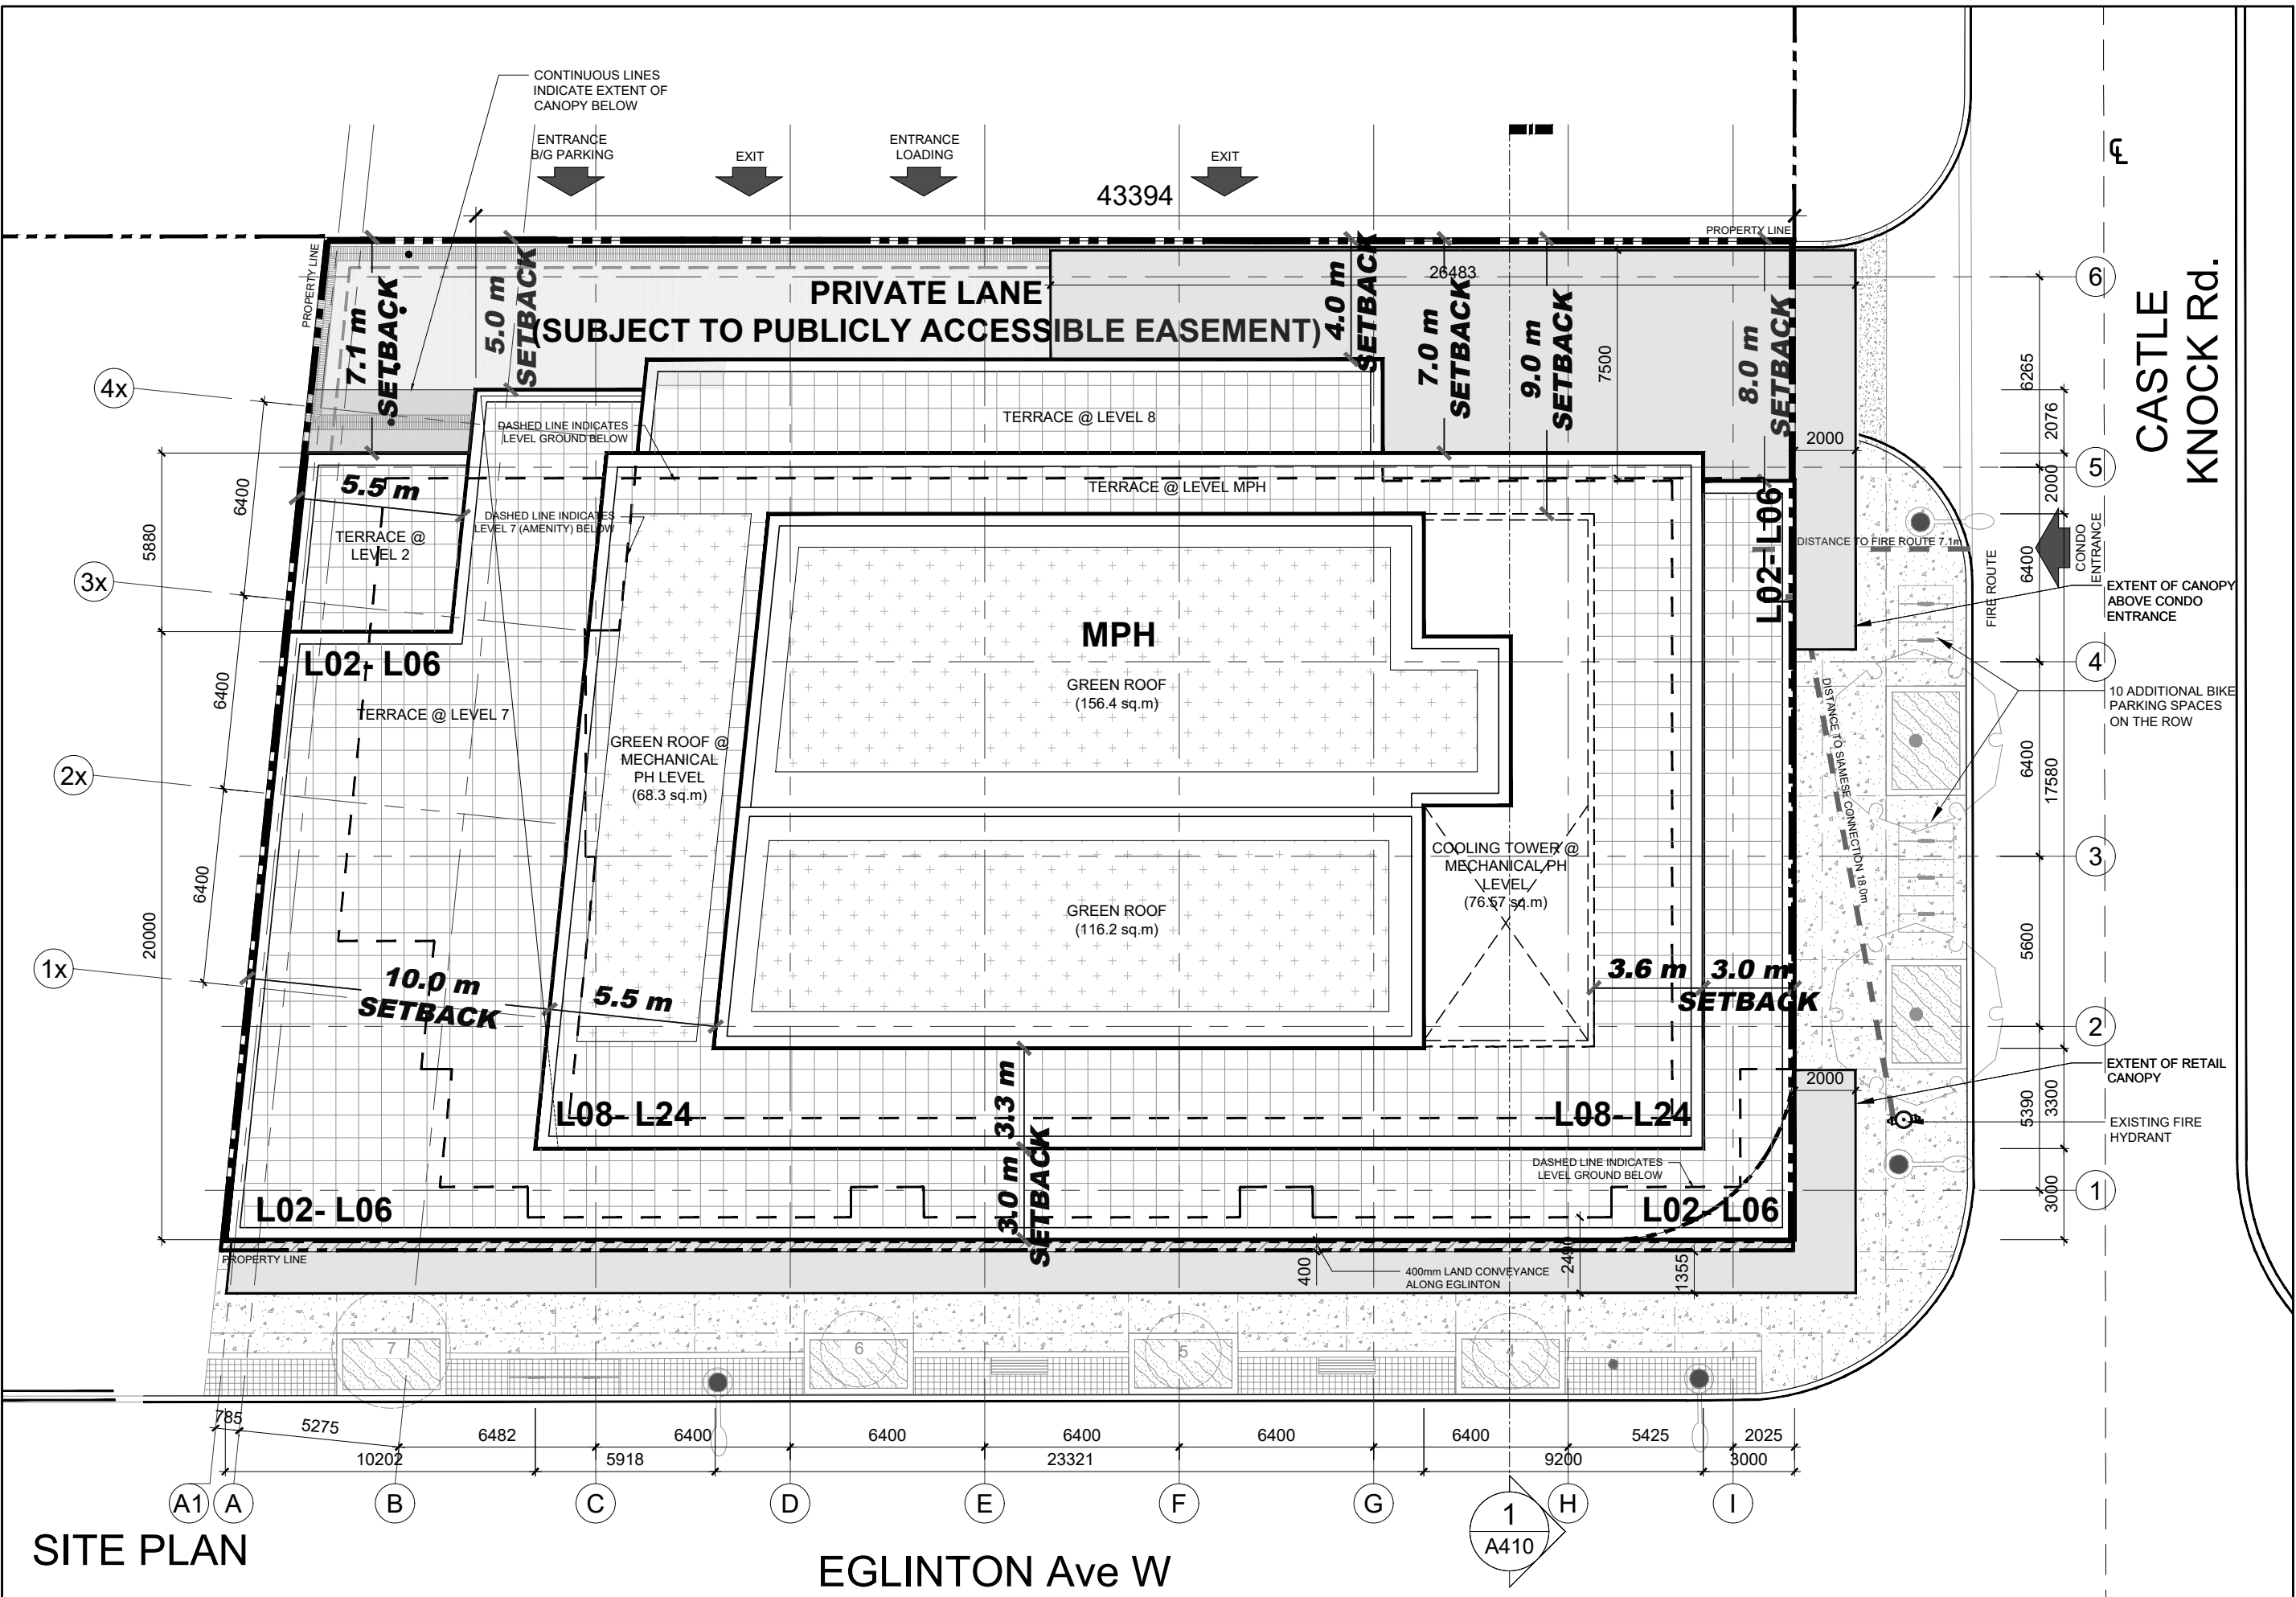 CONTINUOUS LINES
INDICATE EXTENT OF
CANOPY BELOW
ENTRANCE
B/G PARKING
EXIT
ENTRANCE
LOADING
EXIT
43394
PROPERTY LINE
PROPERTY LINE
7.1 m
SETBACK
5.0 m
SETBACK
PRIVATE LANE
(SUBJECT TO PUBLICLY ACCESSIBLE EASEMENT)
4.0 m
SETBACK
26483
7.0 m
SETBACK
9.0 m
SETBACK
7500
8.0 m
SETBACK
2000
CASTLE
KNOCK Rd.
6
5
4
3
2
1
6265
2076
2000
6400
6400
17580
5600
5390
3300
3000
4x
3x
2x
1x
6400
6400
6400
5880
20000
DASHED LINE INDICATES
LEVEL GROUND BELOW
TERRACE @ LEVEL 8
TERRACE @ LEVEL MPH
5.5 m
TERRACE @
LEVEL 2
DASHED LINE INDICATES
LEVEL 7 (AMENITY) BELOW
L02- L06
DISTANCE TO FIRE ROUTE 7.1m
FIRE ROUTE
CONDO
ENTRANCE
EXTENT OF CANOPY
ABOVE CONDO
ENTRANCE
MPH
GREEN ROOF
(156.4 sq.m)
L02- L06
TERRACE @ LEVEL 7
10 ADDITIONAL BIKE
PARKING SPACES
ON THE ROW
DISTANCE TO SIAMESE CONNECTION 18.0m
GREEN ROOF @
MECHANICAL
PH LEVEL
(68.3 sq.m)
COOLING TOWER @
MECHANICAL PH
LEVEL
(76.57 sq.m)
GREEN ROOF
(116.2 sq.m)
10.0 m
SETBACK
5.5 m
3.6 m
3.0 m
SETBACK
EXTENT OF RETAIL
CANOPY
2000
EXISTING FIRE
HYDRANT
3.3 m
L08- L24
L08- L24
3.0 m
SETBACK
DASHED LINE INDICATES
LEVEL GROUND BELOW
L02- L06
L02- L06
PROPERTY LINE
400
400mm LAND CONVEYANCE
ALONG EGLINTON
2490
1355
7
6
5
4
785
5275
6482
6400
6400
6400
6400
6400
5425
2025
10202
5918
23321
9200
3000
A1
A
B
C
D
E
F
G
H
I
1
A410
SITE PLAN
EGLINTON Ave W